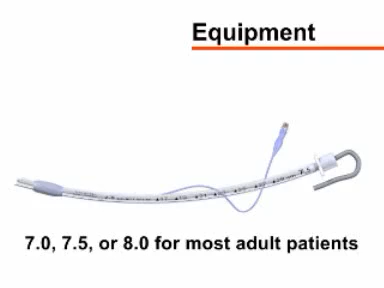 Equipment
7.0, 7.5, or 8.0 for most adult patients